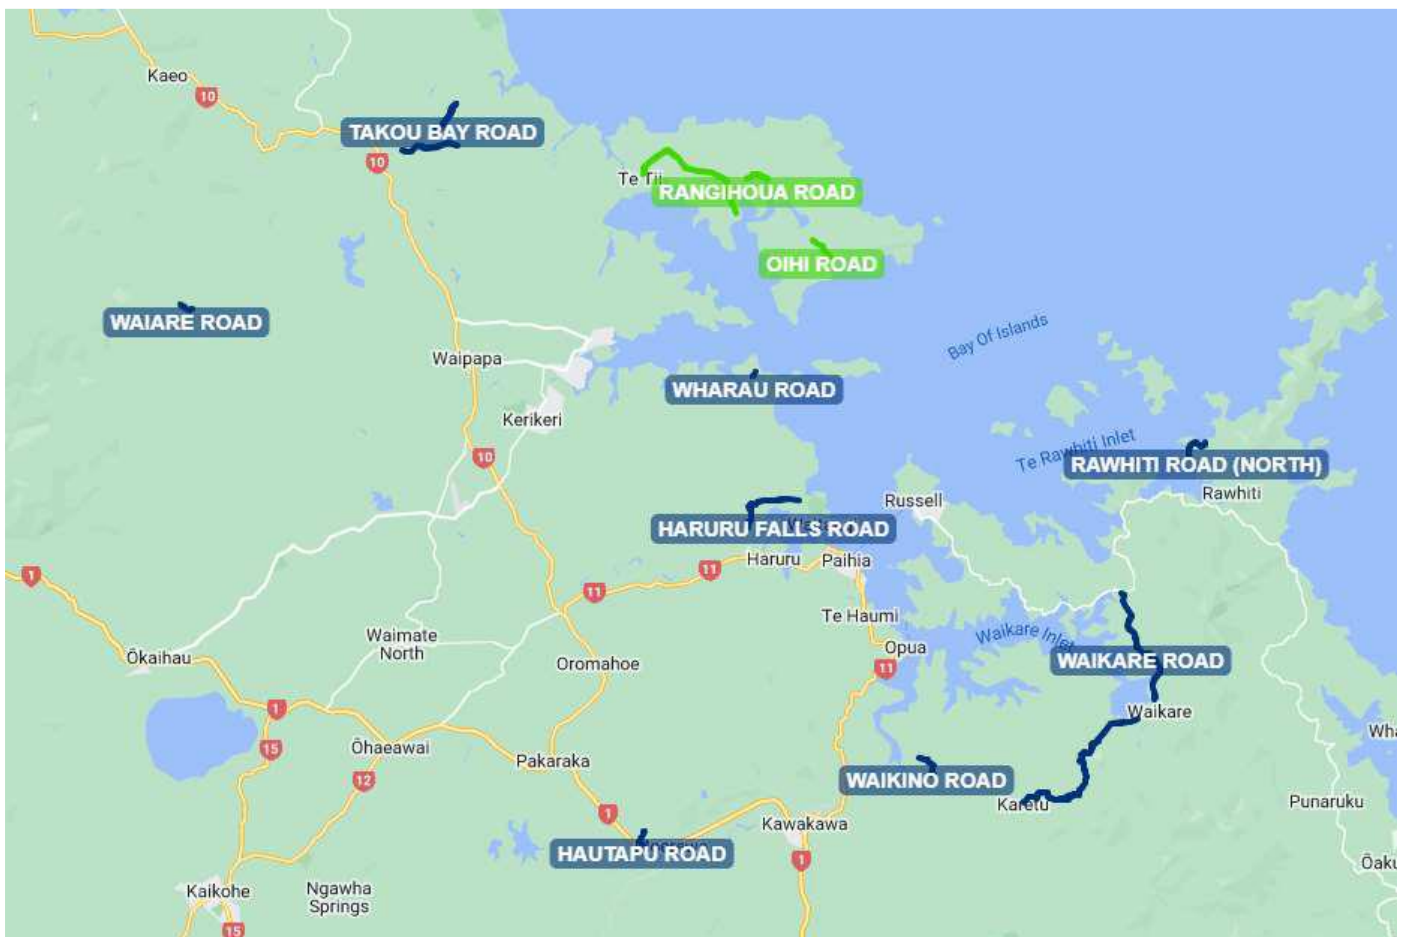 Kaeo
10
TAKOU BAY ROAD
10
Te Tii
RANGIHOUA ROAD
OIHI ROAD
WAIARE ROAD
Bay Of Islands
Waipapa
WHARAU ROAD
Kerikeri
10
Te Rawhiti Inlet
RAWHITI ROAD (NORTH)
Rawhiti
Russell
HARURU FALLS ROAD
Haruru
Paihia
11
1
11
Te Haumi
Waikare Inlet
Waimate
North
Opua
Ōkaihau
Oromahoe
11
WAIKARE ROAD
1
Waikare
Wha
15
Ōhaeawai
Pakaraka
12
WAIKINO ROAD
Karetu
Punaruku
1
Kawakawa
HAUTAPU ROAD
1
Ōaku
Kaikohe
Ngawha
Springs
15